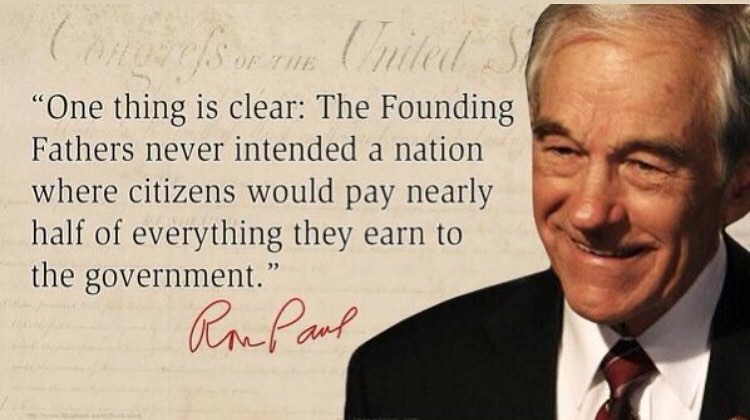 Congreſs OF THE United S
“One thing is clear: The Founding
Fathers never intended a nation
where citizens would pay nearly
half of everything they earn to
the government.”
Ron Paul